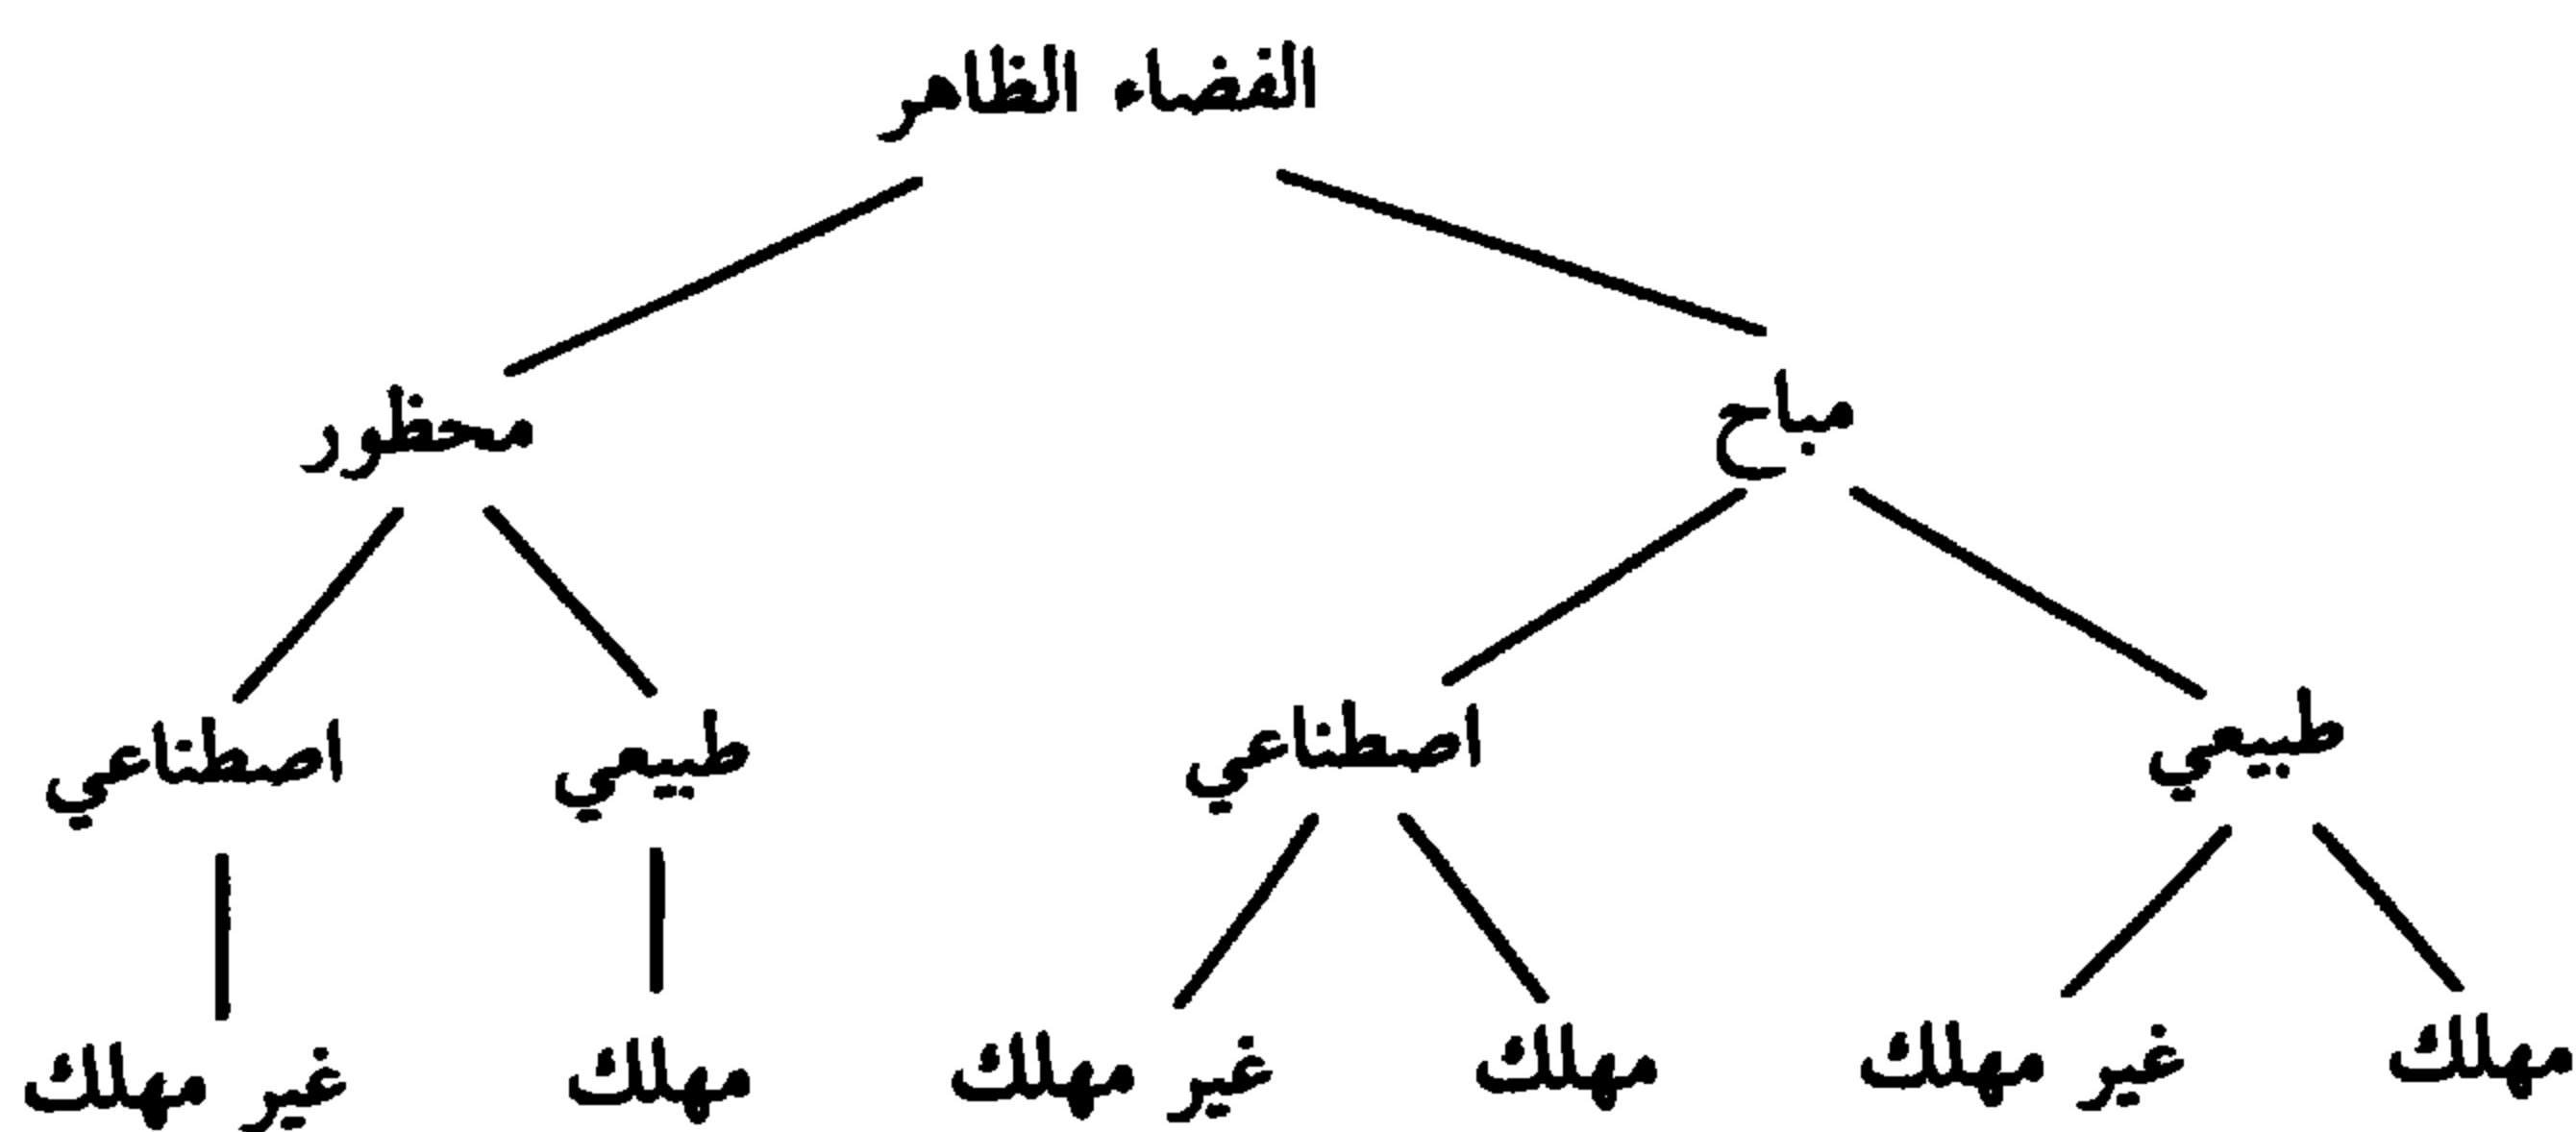 الفضاء الظاهر
مباح محظور
طبيعي اصطناعي طبيعي اصطناعي
مهلك غير مهلك مهلك غير مهلك مهلك غير مهلك